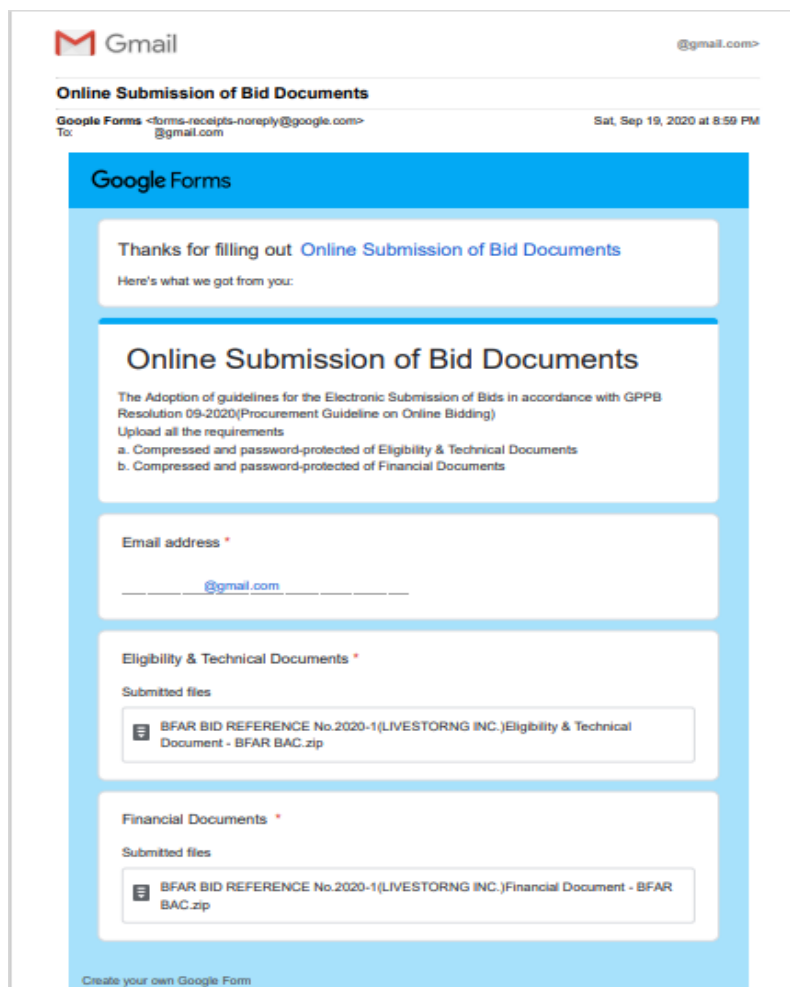 Gmail
@gmail.com>
Online Submission of Bid Documents
Google Forms <forms-receipts-noreply@google.com>
Sat, Sep 19, 2020 at 8:59 PM
To: @gmail.com
Google Forms
Thanks for filling out Online Submission of Bid Documents
Here's what we got from you:
Online Submission of Bid Documents
The Adoption of guidelines for the Electronic Submission of Bids in accordance with GPPB
Resolution 09-2020(Procurement Guideline on Online Bidding)
Upload all the requirements
a. Compressed and password-protected of Eligibility & Technical Documents
b. Compressed and password-protected of Financial Documents
Email address *
@gmail.com
Eligibility & Technical Documents *
Submitted files
BFAR BID REFERENCE No.2020-1(LIVESTORNG INC.)Eligibility & Technical
Document - BFAR BAC.zip
Financial Documents *
Submitted files
BFAR BID REFERENCE No.2020-1(LIVESTORNG INC.)Financial Document - BFAR
BAC.zip
Create your own Google Form